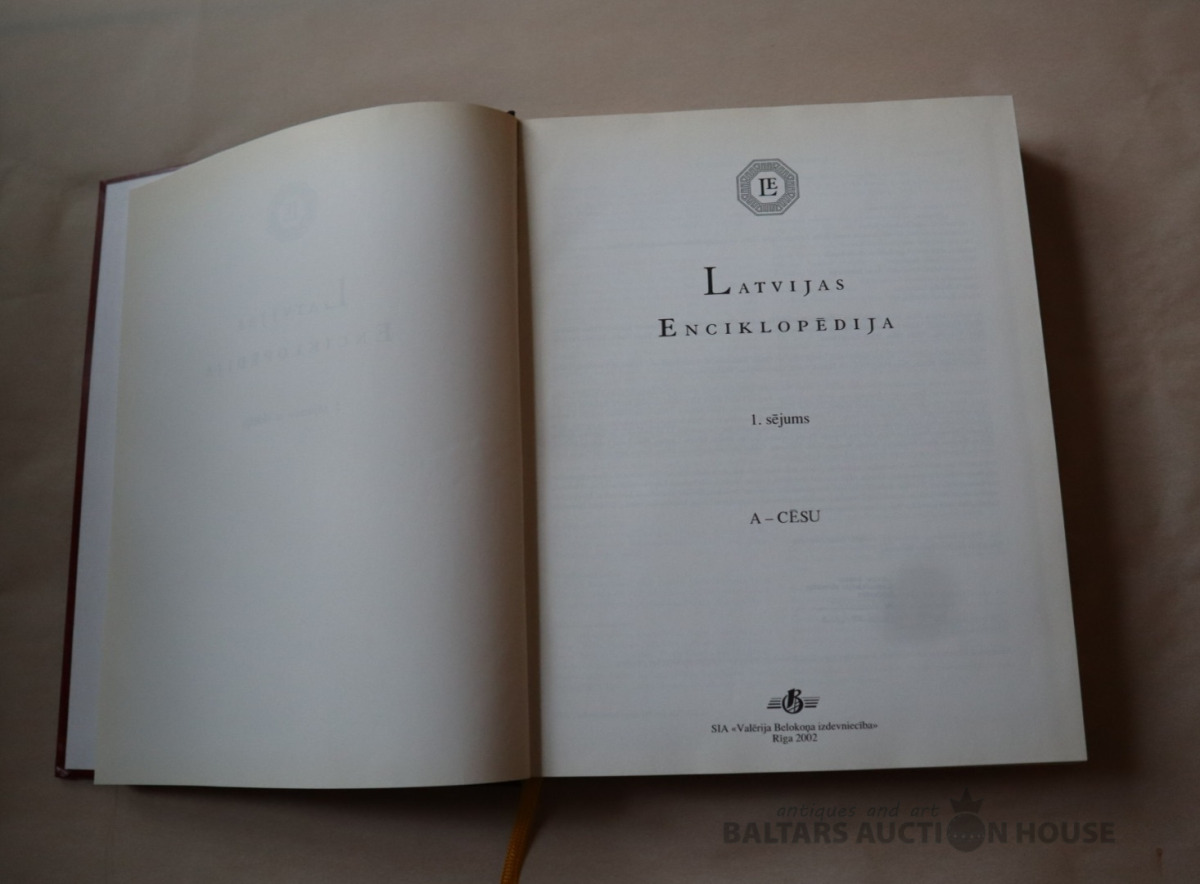 LE
LATVIJAS
ENCIKLOPĒDIJA
1. sējums
A – CĒSU
SIA «Valērija Belokoņa izdevniecība»
Rīga 2002
antiques and art
BALTARS AUCTION HOUSE